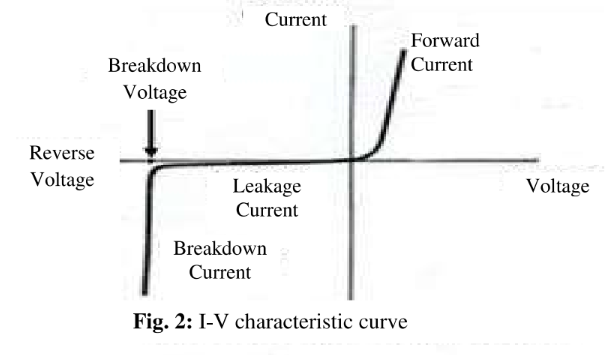 Current
Forward
Current
Breakdown
Voltage
Reverse
Voltage
Leakage
Current
Voltage
Breakdown
Current
Fig. 2: I-V characteristic curve